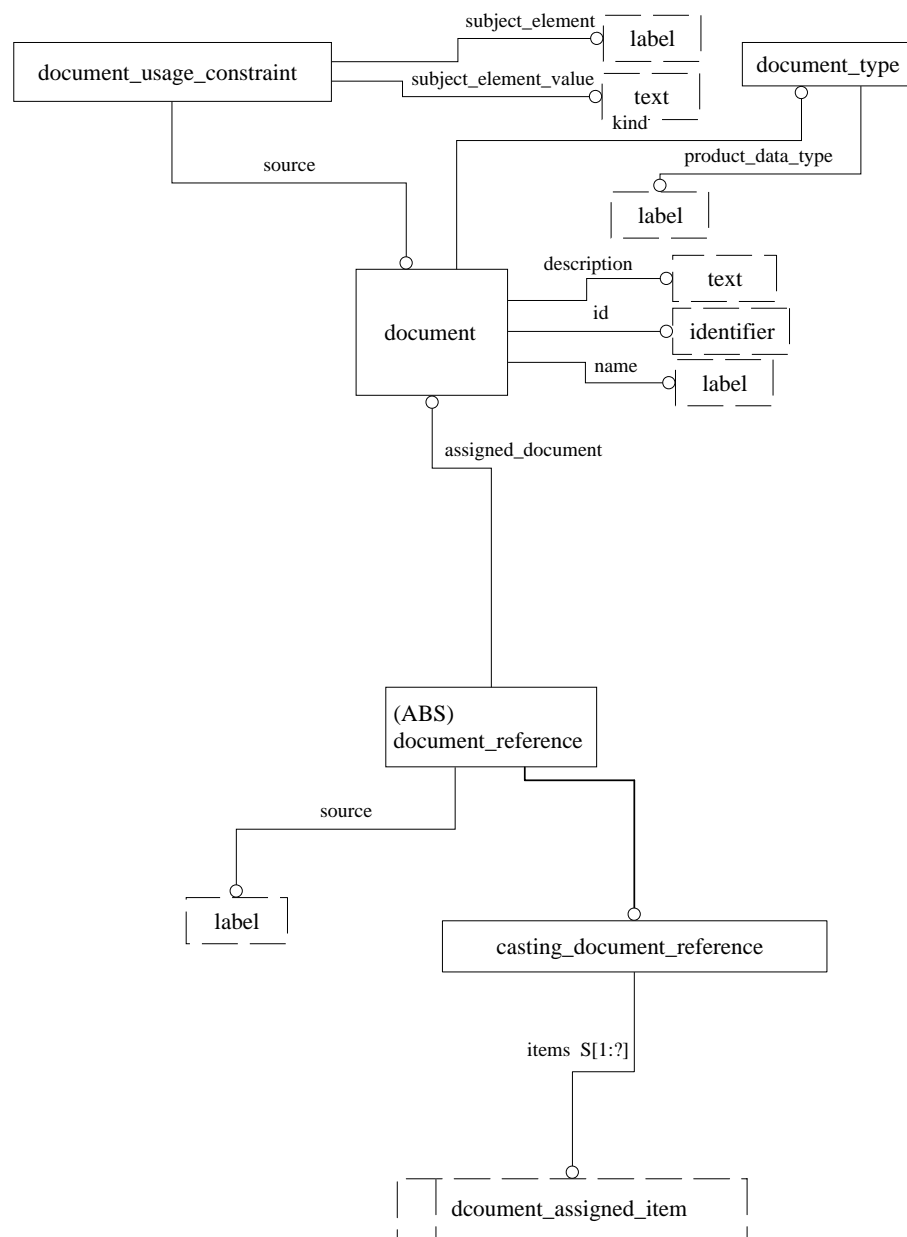 subject_element
label
document_usage_constraint
document_type
subject_element_value
text
kind
product_data_type
source
label
description
text
id
document
identifier
name
label
assigned_document
(ABS)
document_reference
source
label
casting_document_reference
items S[1:?]
dcoument_assigned_item